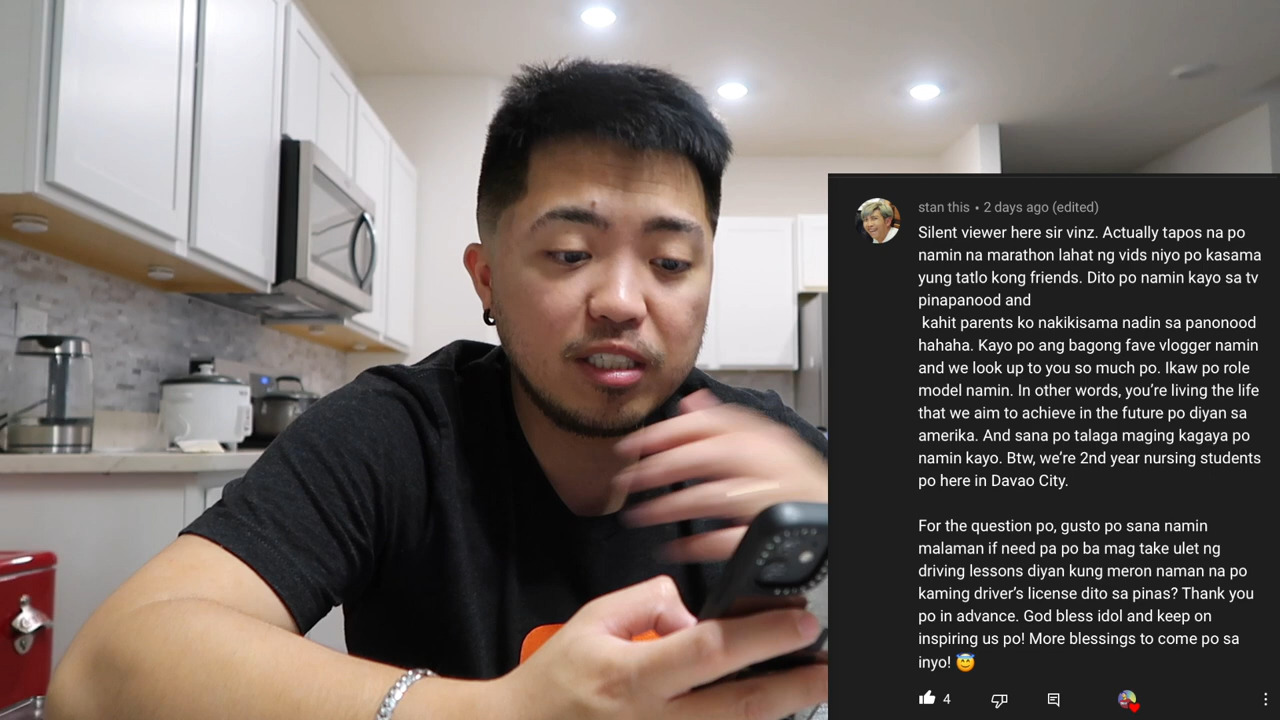 stan this • 2 days ago (edited)
Silent viewer here sir vinz. Actually tapos na po
namin na marathon lahat ng vids niyo po kasama
yung tatlo kong friends. Dito po namin kayo sa tv
pinapanood and
kahit parents ko nakikisama nadin sa panonood
hahaha. Kayo po ang bagong fave vlogger namin
and we look up to you so much po. Ikaw po role
model namin. In other words, you’re living the life
that we aim to achieve in the future po diyan sa
amerika. And sana po talaga maging kagaya po
namin kayo. Btw, we’re 2nd year nursing students
po here in Davao City.
For the question po, gusto po sana namin
malaman if need pa po ba mag take ulet ng
driving lessons diyan kung meron naman na po
kaming driver’s license dito sa pinas? Thank you
po in advance. God bless idol and keep on
inspiring us po! More blessings to come po sa
inyo! 😇
4